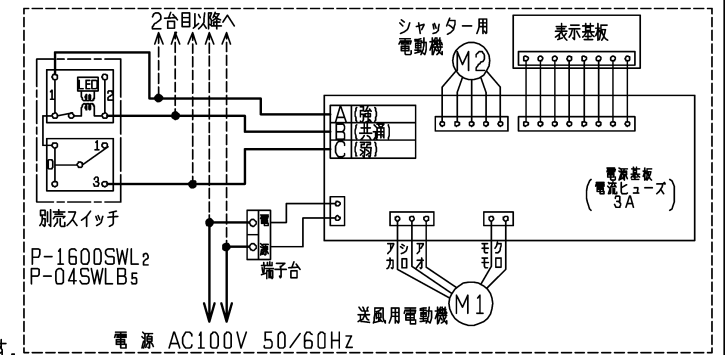 2台目以降へ
シャッター用
電動機
M2
表示基板
LED
1
2
A(強)
B(共通)
C(弱)
0
1
3
電源基板
(電流ヒューズ)
3A
別売スイッチ
電
源
端子台
アカ
シロ
アオ
モモ
クロ
P-1600SWL2
P-04SWLB5
送風用電動機
M1
電 源 AC100V 50/60Hz
す.